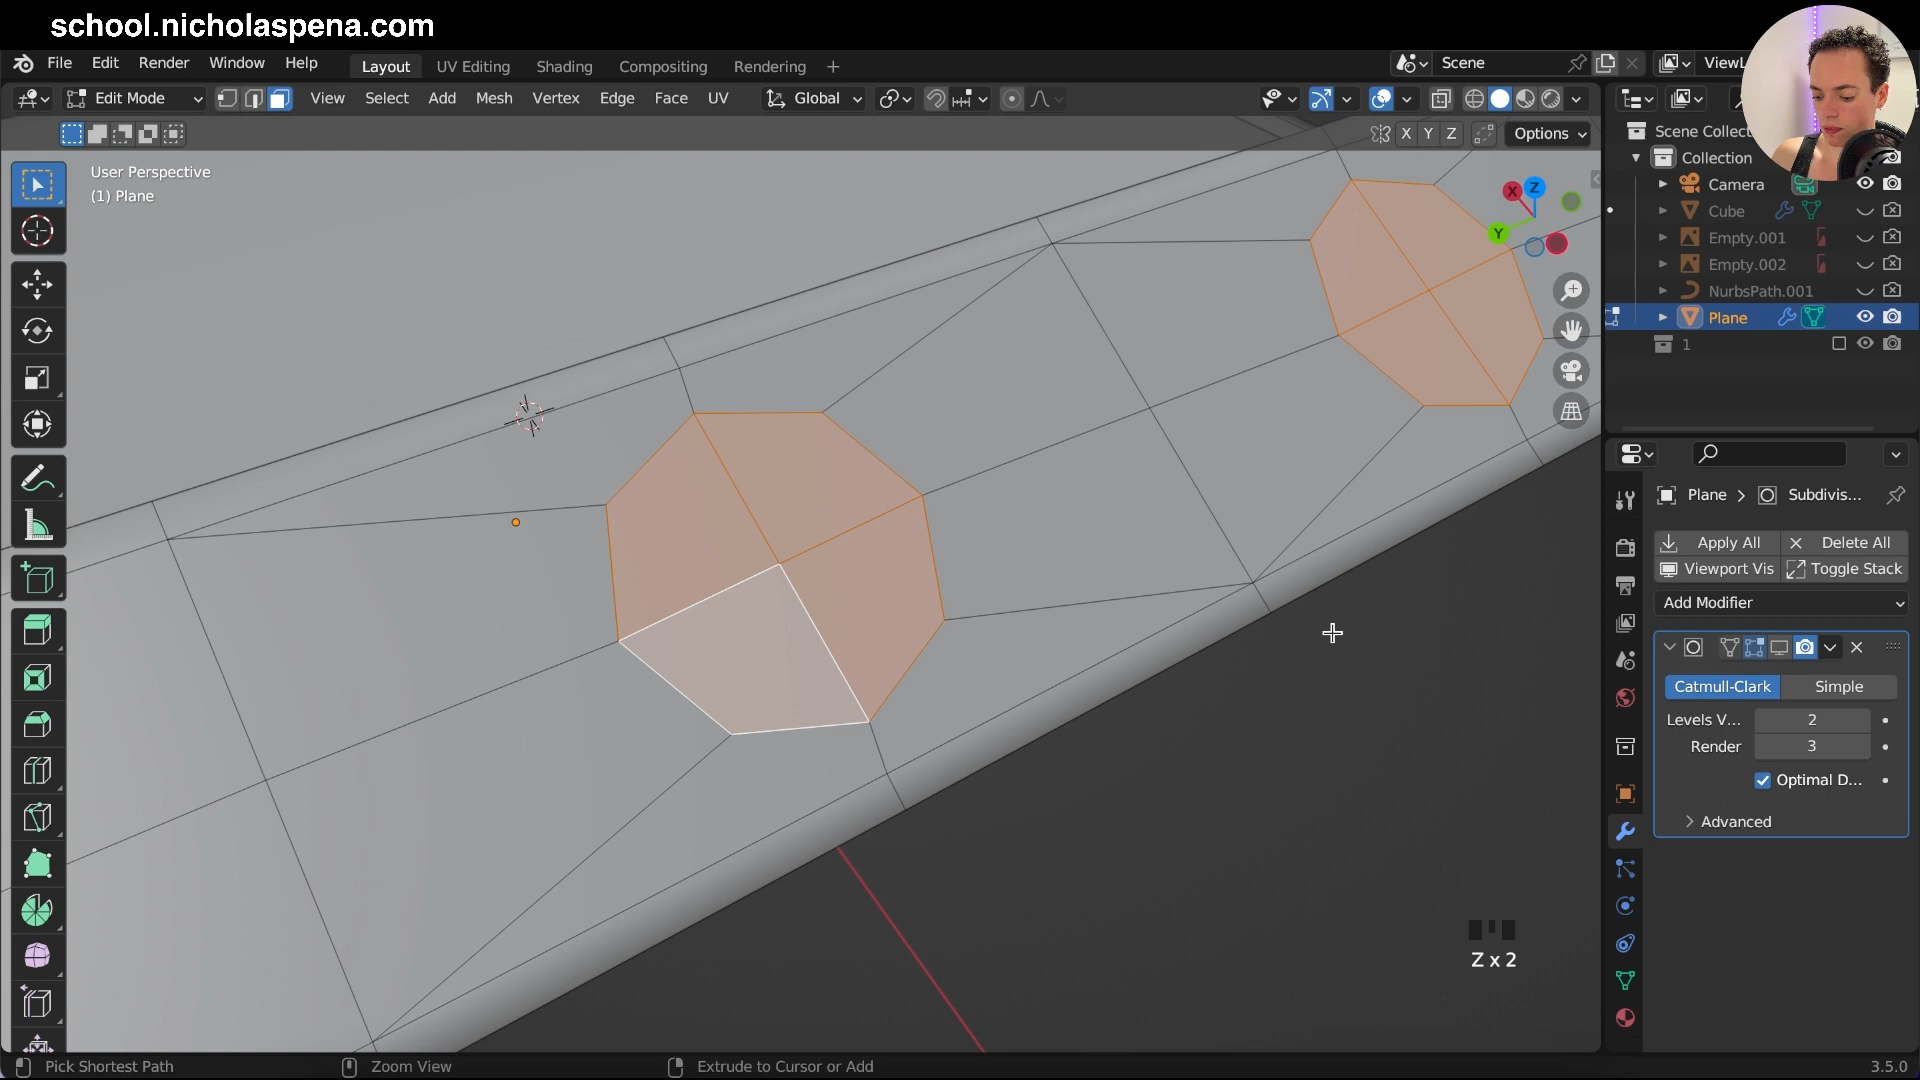 school.nicholaspena.com
File Edit Render Window Help Layout UV Editing Shading Compositing Rendering + Scene ViewL
Edit Mode View Select Add Mesh Vertex Edge Face UV Global
X Y Z Options
User Perspective
(1) Plane
X Z
Y
Z x 2
Scene Collect
Collection
Camera
Cube
Empty.001
Empty.002
NurbsPath.001
Plane
1
Plane > Subdivis...
Apply All Delete All
Viewport Vis Toggle Stack
Add Modifier
Catmull-Clark Simple
Levels V... 2
Render 3
Optimal D...
Advanced
Pick Shortest Path Zoom View Extrude to Cursor or Add 3.5.0